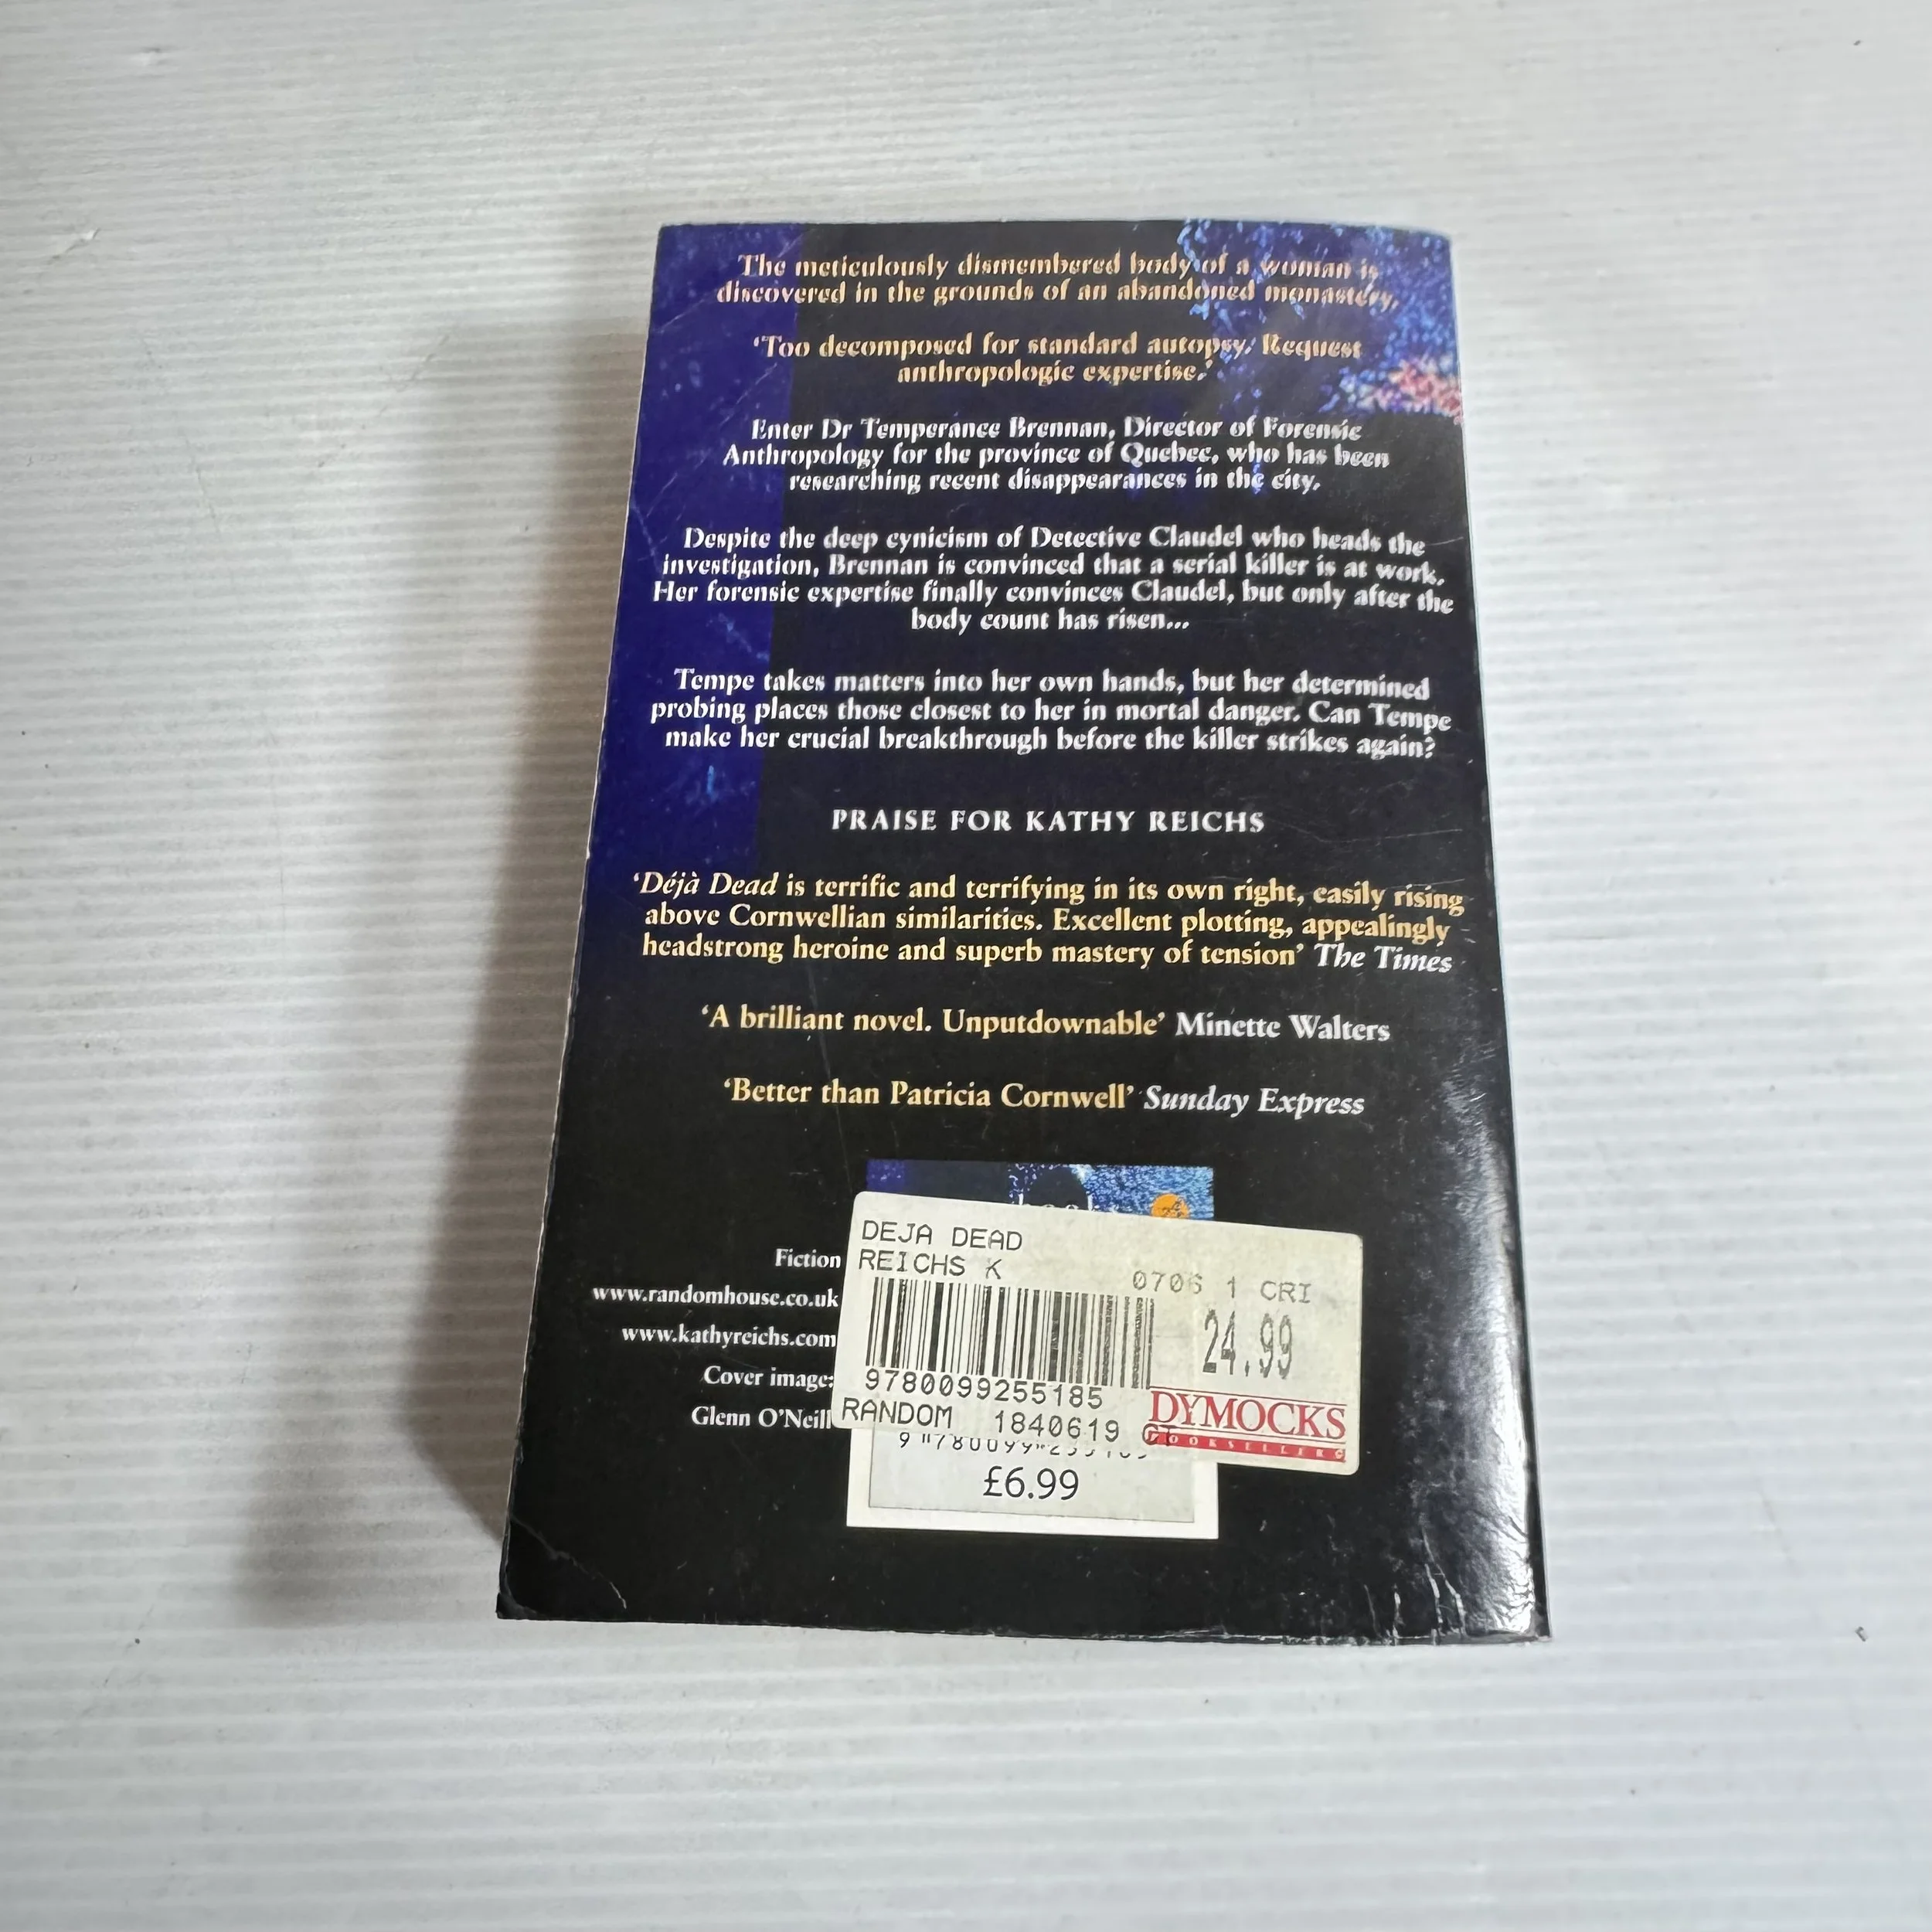 The meticulously dismembered body of a woman is
discovered in the grounds of an abandoned monastery.
‘Too decomposed for standard autopsy. Request
anthropologic expertise.’
Enter Dr Temperance Brennan, Director of Forensic
Anthropology for the province of Quebec, who has been
researching recent disappearances in the city.
Despite the deep cynicism of Detective Claudel who heads the
investigation, Brennan is convinced that a serial killer is at work.
Her forensic expertise finally convinces Claudel, but only after the
body count has risen...
Tempe takes matters into her own hands, but her determined
probing places those closest to her in mortal danger. Can Tempe
make her crucial breakthrough before the killer strikes again?
PRAISE FOR KATHY REICHS
‘Déjà Dead is terrific and terrifying in its own right, easily rising
above Cornwellian similarities. Excellent plotting, appealingly
headstrong heroine and superb mastery of tension’ The Times
‘A brilliant novel. Unputdownable’ Minette Walters
‘Better than Patricia Cornwell’ Sunday Express
DEJA DEAD
REICHS K
0706 1 CRI
24.99
9780099255185
RANDOM 1840619 GT
DYMOCKS
BOOKSELLERS
Fiction
www.randomhouse.co.uk
www.kathyreichs.com
Cover image:
Glenn O'Neill
£6.99